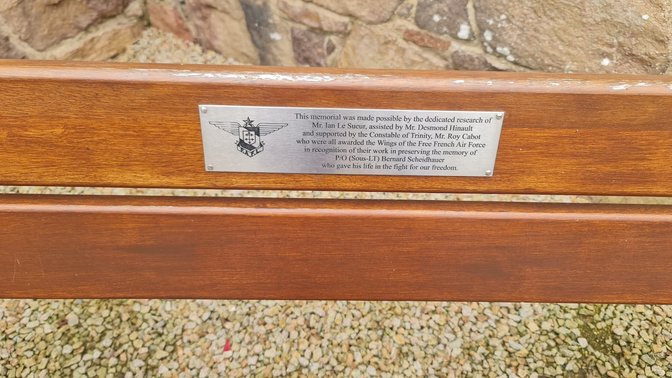 This memorial was made possible by the dedicated research of
Mr. Ian Le Sueur, assisted by Mr. Desmond Hinault
and supported by the Constable of Trinity, Mr. Roy Cabot
who were all awarded the Wings of the Free French Air Force
in recognition of their work in preserving the memory of
P/O (Sous-LT) Bernard Scheidhauer
who gave his life in the fight for our freedom.